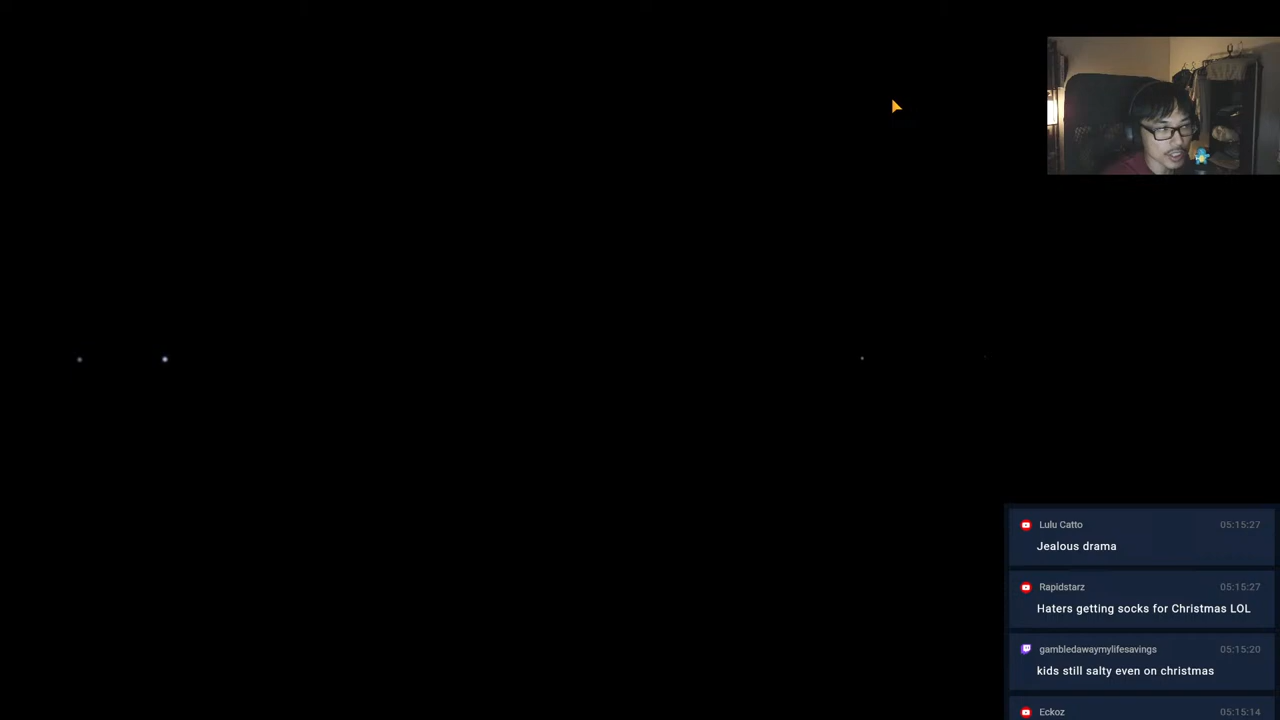 Lulu Catto 05:15:27
Jealous drama
Rapidstarz 05:15:27
Haters getting socks for Christmas LOL
gambledawaymylifesavings 05:15:20
kids still salty even on christmas
Eckoz 05:15:14